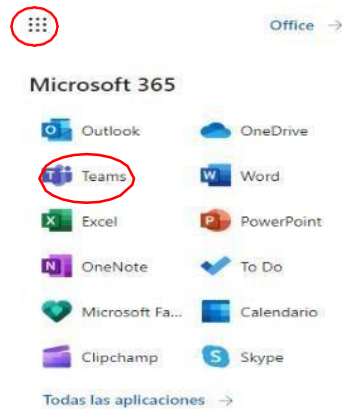 Office →
Microsoft 365
Outlook OneDrive
Teams Word
Excel PowerPoint
OneNote To Do
Microsoft Fa... Calendario
Clipchamp Skype
Todas las aplicaciones →